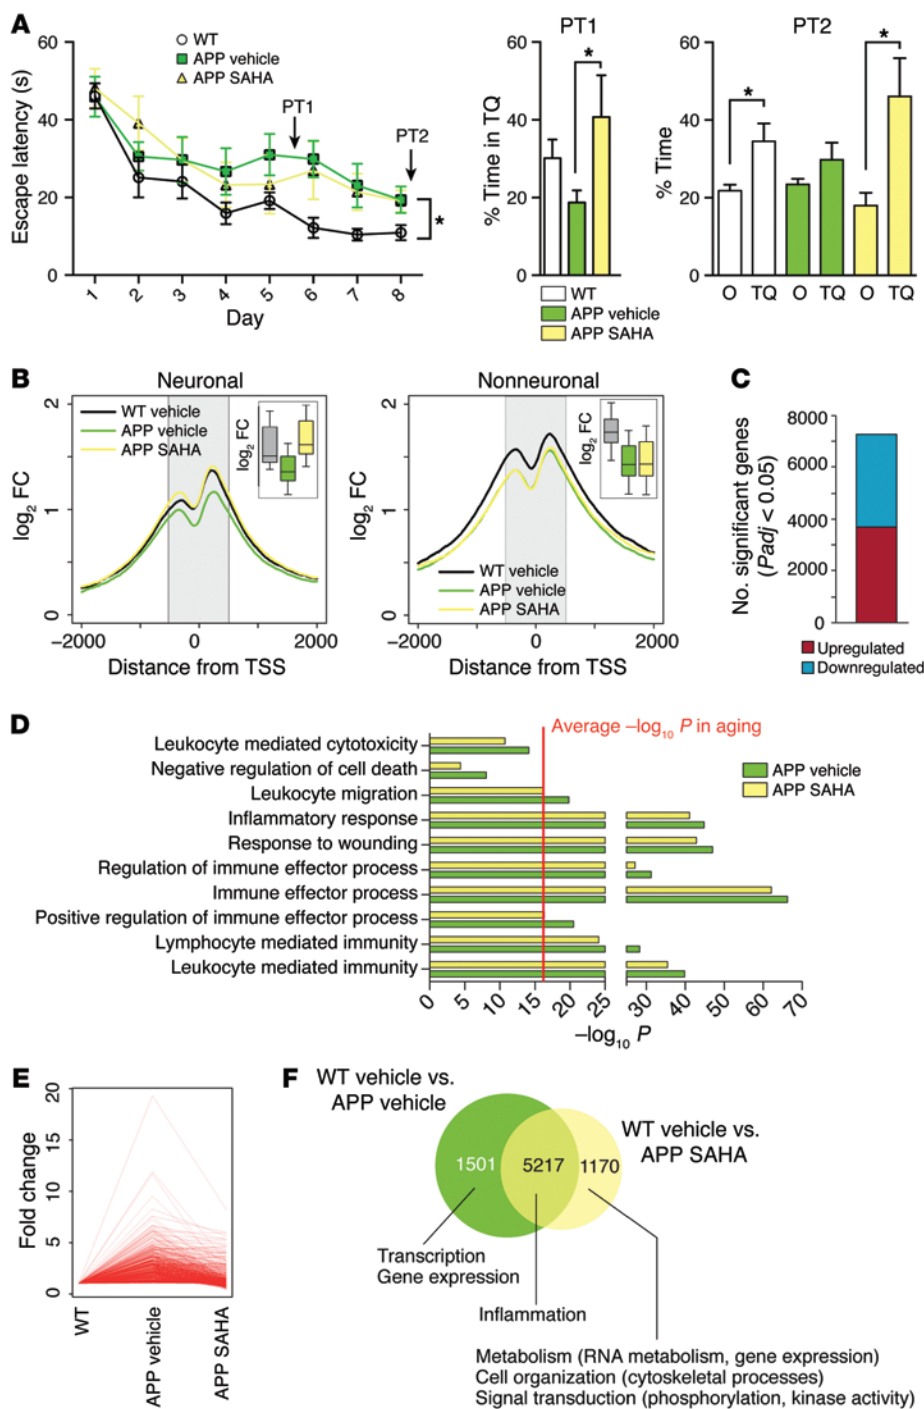 A
WT
APP vehicle
APP SAHA
PT1
PT2
Escape latency (s)
60
40
20
0
*
1
2
3
4
5
6
7
8
Day
PT1
% Time in TQ
60
40
20
0
*
WT
APP vehicle
APP SAHA
PT2
% Time
60
40
20
0
*
*
O TQ O TQ O TQ
B
Neuronal
log2 FC
2
1
0
WT vehicle
APP vehicle
APP SAHA
log2 FC
−2000 0 2000
Distance from TSS
Nonneuronal
log2 FC
2
1
0
log2 FC
WT vehicle
APP vehicle
APP SAHA
−2000 0 2000
Distance from TSS
C
No. significant genes
(Padj < 0.05)
8000
6000
4000
2000
0
Upregulated
Downregulated
D
Average –log10 P in aging
APP vehicle
APP SAHA
Leukocyte mediated cytotoxicity
Negative regulation of cell death
Leukocyte migration
Inflammatory response
Response to wounding
Regulation of immune effector process
Immune effector process
Positive regulation of immune effector process
Lymphocyte mediated immunity
Leukocyte mediated immunity
0 5 10 15 20 25 30 40 50 60 70
–log10 P
E
Fold change
20
15
10
5
0
WT
APP vehicle
APP SAHA
F
WT vehicle vs.
APP vehicle
WT vehicle vs.
APP SAHA
1501 5217 1170
Transcription
Gene expression
Inflammation
Metabolism (RNA metabolism, gene expression)
Cell organization (cytoskeletal processes)
Signal transduction (phosphorylation, kinase activity)